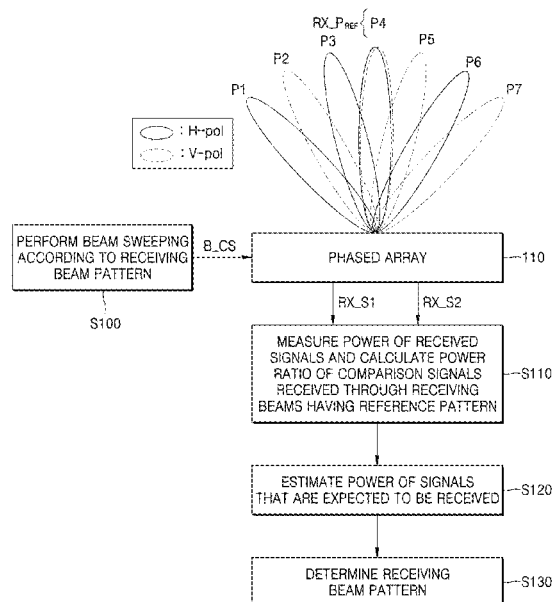 RX_PREF { P4
P3
P5
P2
P6
P1
P7
: H-pol
: V-pol
PERFORM BEAM SWEEPING
ACCORDING TO RECEIVING
BEAM PATTERN
B_CS
PHASED ARRAY
110
S100
RX_S1
RX_S2
MEASURE POWER OF RECEIVED
SIGNALS AND CALCULATE POWER
RATIO OF COMPARISON SIGNALS
RECEIVED THROUGH RECEIVING
BEAMS HAVING REFERENCE PATTERN
S110
ESTIMATE POWER OF SIGNALS
THAT ARE EXPECTED TO BE RECEIVED
S120
DETERMINE RECEIVING
BEAM PATTERN
S130